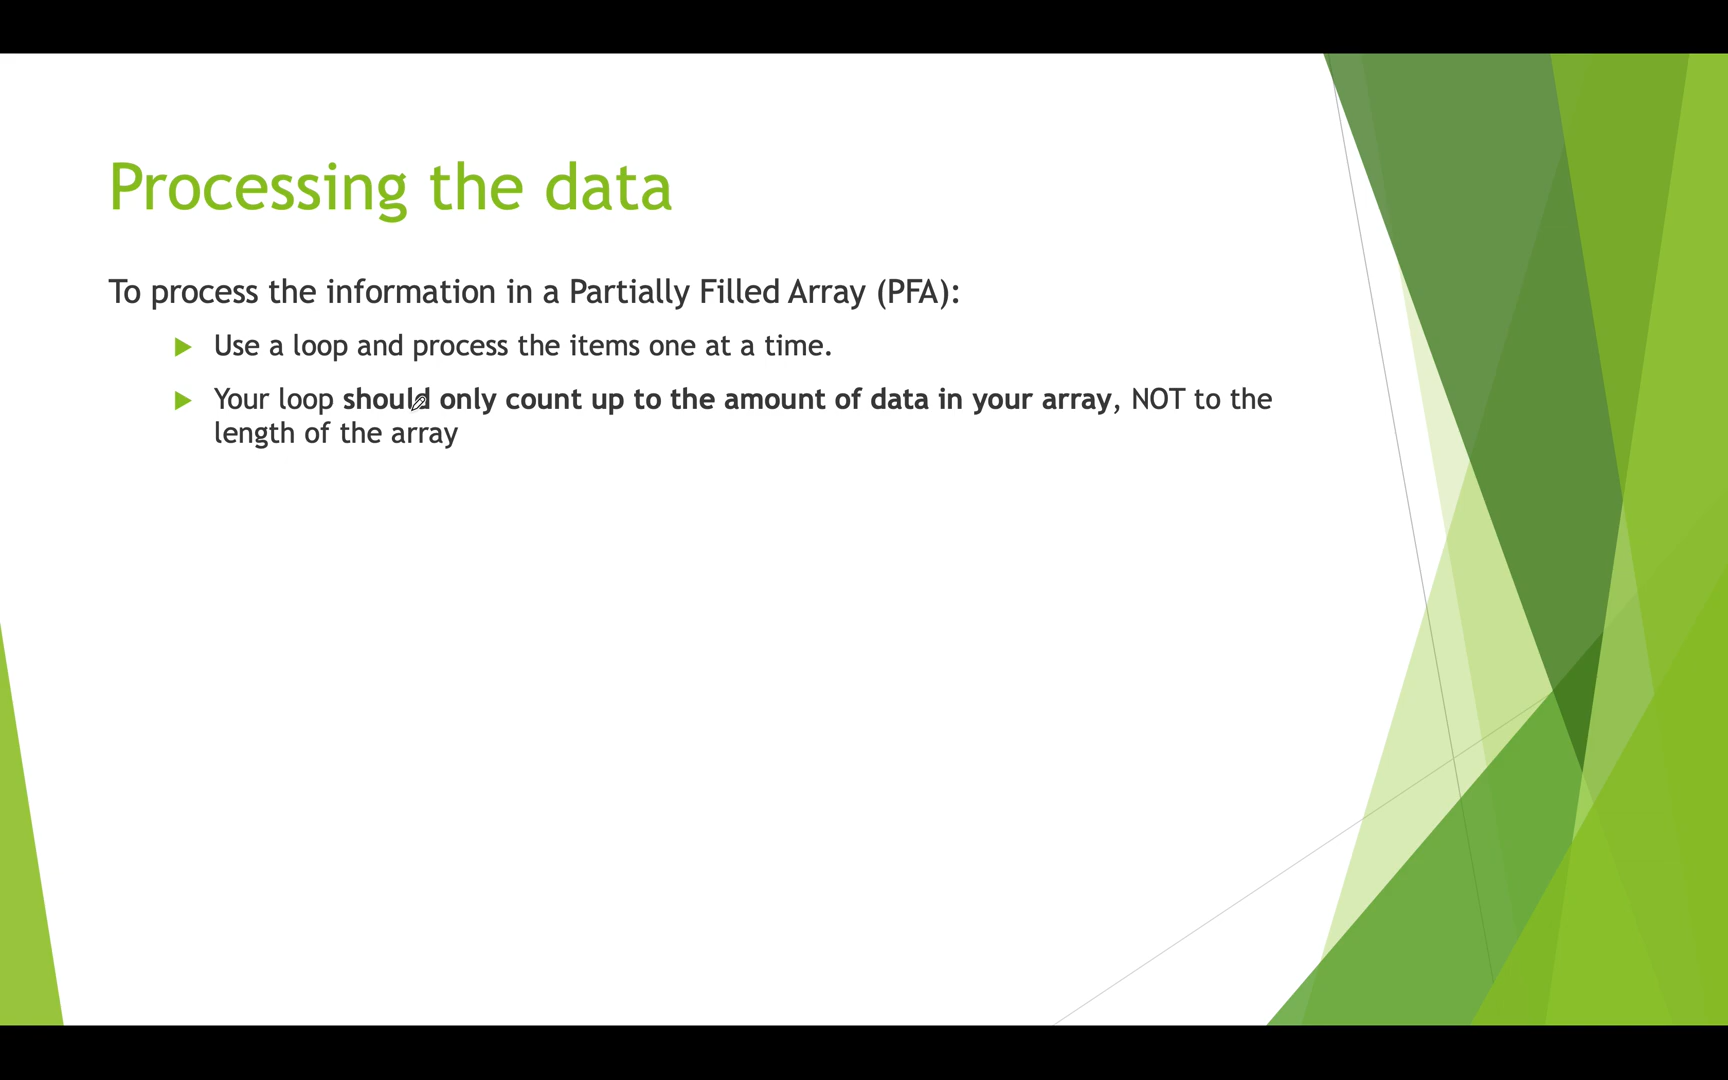 Processing the data
To process the information in a Partially Filled Array (PFA):
Use a loop and process the items one at a time.
Your loop should only count up to the amount of data in your array, NOT to the
length of the array